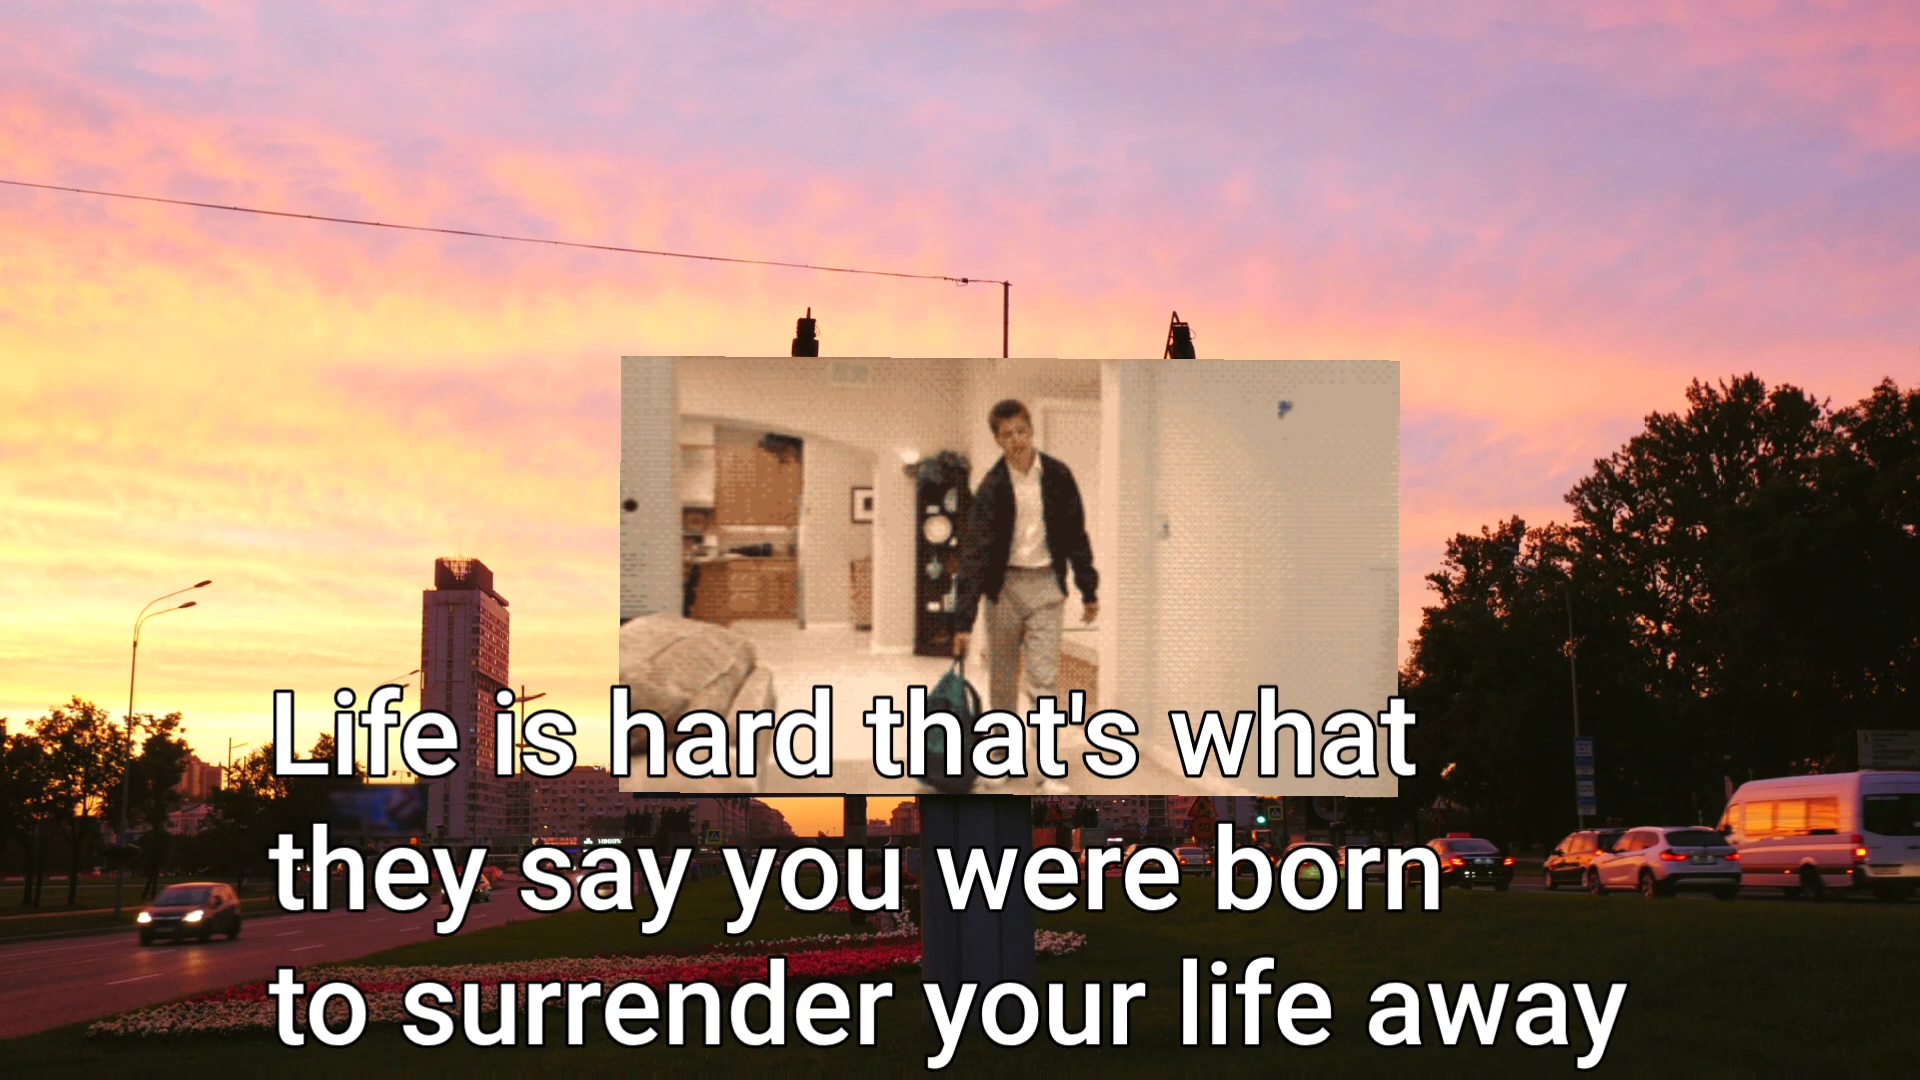 Life is hard that's what
they say you were born
to surrender your life away